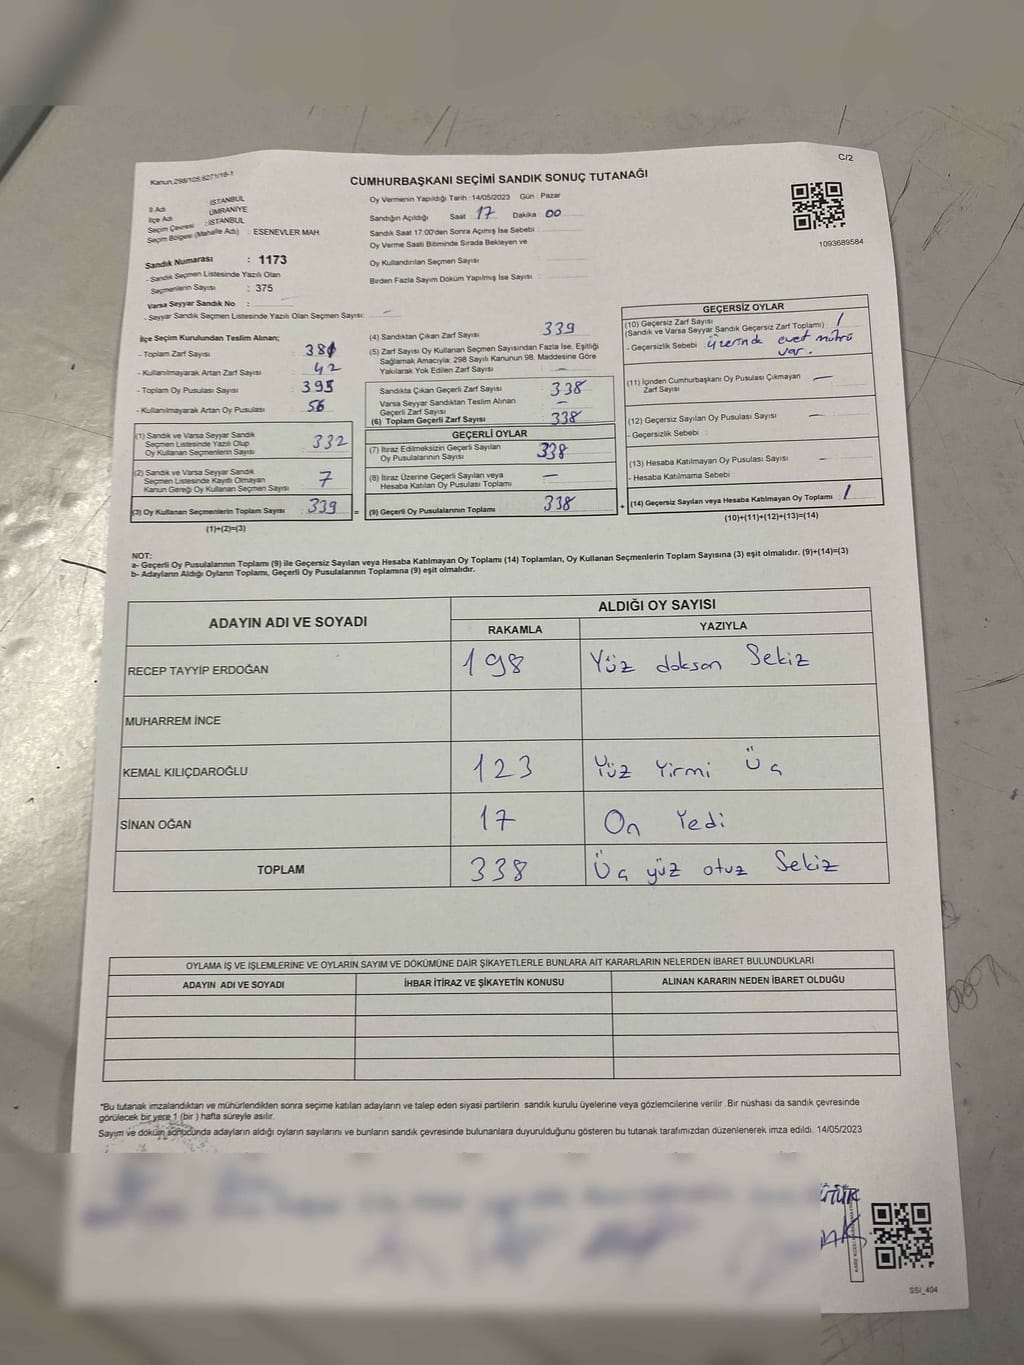 C/2
Kanun:298/105,6271/18-1
CUMHURBAŞKANI SEÇİMİ SANDIK SONUÇ TUTANAĞI
İl Adı : İSTANBUL
İlçe Adı : ÜMRANİYE
Seçim Çevresi : İSTANBUL
Seçim Bölgesi (Mahalle Adı) : ESENEVLER MAH.
Sandık Numarası : 1173
- Sandık Seçmen Listesinde Yazılı Olan
Seçmenlerin Sayısı : 375
Varsa Seyyar Sandık No :
- Seyyar Sandık Seçmen Listesinde Yazılı Olan Seçmen Sayısı: –
Oy Vermenin Yapıldığı Tarih : 14/05/2023 Gün : Pazar
Sandığın Açıldığı Saat 17 Dakika 00
Sandık Saat 17:00'den Sonra Açımış İse Sebebi :
Oy Verme Saati Bitiminde Sırada Bekleyen ve
Oy Kullandırılan Seçmen Sayısı :
Birden Fazla Sayım Döküm Yapılmış İse Sayısı :
1093689584
İlçe Seçim Kurulundan Teslim Alınan;
- Toplam Zarf Sayısı :
- Kullanılmayarak Artan Zarf Sayısı : 42
- Toplam Oy Pusulası Sayısı : 395
- Kullanılmayarak Artan Oy Pusulası : 56
(1) Sandık ve Varsa Seyyar Sandık
Seçmen Listesinde Yazılı Olup
Oy Kullanan Seçmenlerin Sayısı 332
(2) Sandık ve Varsa Seyyar Sandık
Seçmen Listesinde Kayıtlı Olmayan
Kanun Gereği Oy Kullanan Seçmen Sayısı 7
(3) Oy Kullanan Seçmenlerin Toplam Sayısı 339
=
(1)+(2)=(3)
(4) Sandıktan Çıkan Zarf Sayısı : 339
(5) Zarf Sayısı Oy Kullanan Seçmen Sayısından Fazla İse, Eşitliği
Sağlamak Amacıyla; 298 Sayılı Kanunun 98. Maddesine Göre
Yakılarak Yok Edilen Zarf Sayısı : –
Sandıkta Çıkan Geçerli Zarf Sayısı : 338
Varsa Seyyar Sandıktan Teslim Alınan
Geçerli Zarf Sayısı : –
(6) Toplam Geçerli Zarf Sayısı : 338
GEÇERLİ OYLAR
(7) İtiraz Edilmeksizin Geçerli Sayılan
Oy Pusulalarının Sayısı 338
(8) İtiraz Üzerine Geçerli Sayılan veya
Hesaba Katılan Oy Pusulası Toplamı –
(9) Geçerli Oy Pusulalarının Toplamı 338
+
GEÇERSİZ OYLAR
(10) Geçersiz Zarf Sayısı
(Sandık ve Varsa Seyyar Sandık Geçersiz Zarf Toplamı) 1
- Geçersizlik Sebebi : üzerinde evet mührü
var.
(11) İçinden Cumhurbaşkanı Oy Pusulası Çıkmayan
Zarf Sayısı –
(12) Geçersiz Sayılan Oy Pusulası Sayısı –
- Geçersizlik Sebebi :
(13) Hesaba Katılmayan Oy Pusulası Sayısı –
- Hesaba Katılmama Sebebi :
(14) Geçersiz Sayılan veya Hesaba Katılmayan Oy Toplamı 1
(10)+(11)+(12)+(13)=(14)
NOT:
a- Geçerli Oy Pusulalarının Toplamı (9) ile Geçersiz Sayılan veya Hesaba Katılmayan Oy Toplamı (14) Toplamları, Oy Kullanan Seçmenlerin Toplam Sayısına (3) eşit olmalıdır. (9)+(14)=(3)
b- Adayların Aldığı Oyların Toplamı, Geçerli Oy Pusulalarının Toplamına (9) eşit olmalıdır.
ADAYIN ADI VE SOYADI
ALDIĞI OY SAYISI
RAKAMLA YAZIYLA
RECEP TAYYİP ERDOĞAN 198 Yüz doksan Sekiz
MUHARREM İNCE
KEMAL KILIÇDAROĞLU 123 Yüz Yirmi Üç
SİNAN OĞAN 17 On Yedi
TOPLAM 338 Üç yüz otuz Sekiz
OYLAMA İŞ VE İŞLEMLERİNE VE OYLARIN SAYIM VE DÖKÜMÜNE DAİR ŞİKAYETLERLE BUNLARA AİT KARARLARIN NELERDEN İBARET BULUNDUKLARI
ADAYIN ADI VE SOYADI İHBAR İTİRAZ VE ŞİKAYETİN KONUSU ALINAN KARARIN NEDEN İBARET OLDUĞU
*Bu tutanak imzalandıktan ve mühürlendikten sonra seçime katılan adayların ve talep eden siyasi partilerin sandık kurulu üyelerine veya gözlemcilerine verilir .Bir nüshası da sandık çevresinde
görülecek bir yere 1 (bir ) hafta süreyle asılır.
Sayım ve döküm sonucunda adayların aldığı oyların sayılarını ve bunların sandık çevresinde bulunanlara duyurulduğunu gösteren bu tutanak tarafımızdan düzenlenerek imza edildi. 14/05/2023
SSI_404